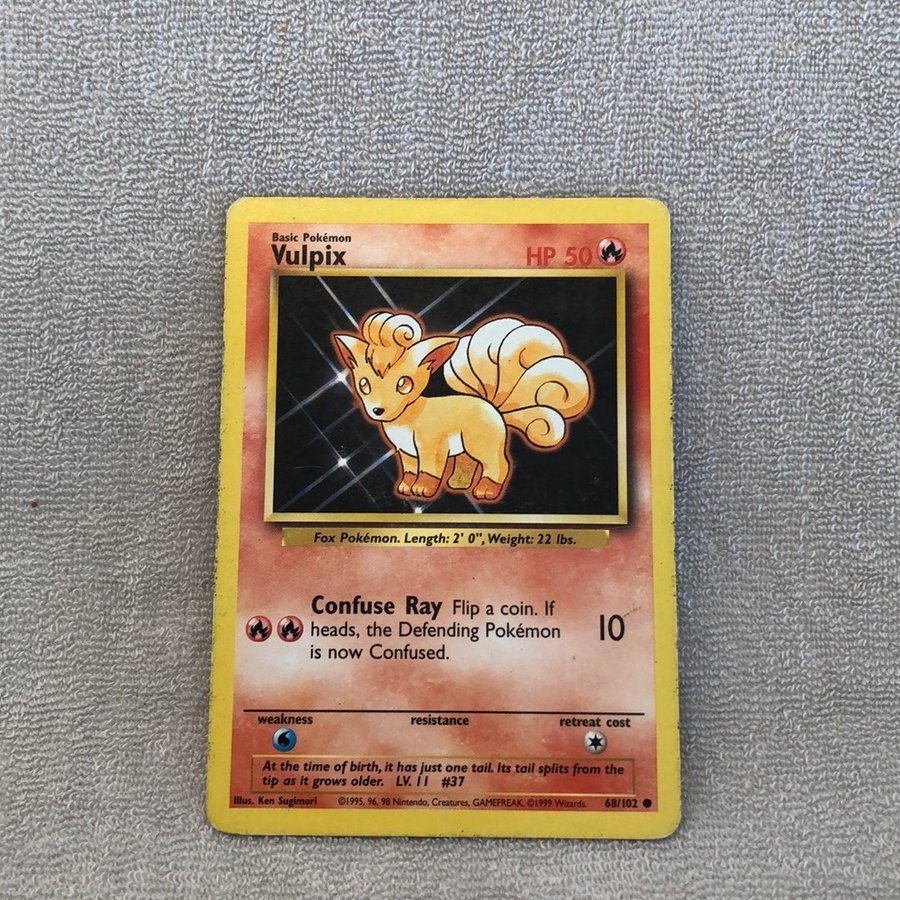 Basic Pokémon
Vulpix
HP 50
Fox Pokémon. Length: 2' 0", Weight: 22 lbs.
Confuse Ray Flip a coin. If
heads, the Defending Pokémon
is now Confused.
10
weakness resistance retreat cost
At the time of birth, it has just one tail. Its tail splits from the
tip as it grows older. LV. 11 #37
Illus. Ken Sugimori ©1995, 96, 98 Nintendo, Creatures, GAMEFREAK. ©1999 Wizards. 68/102